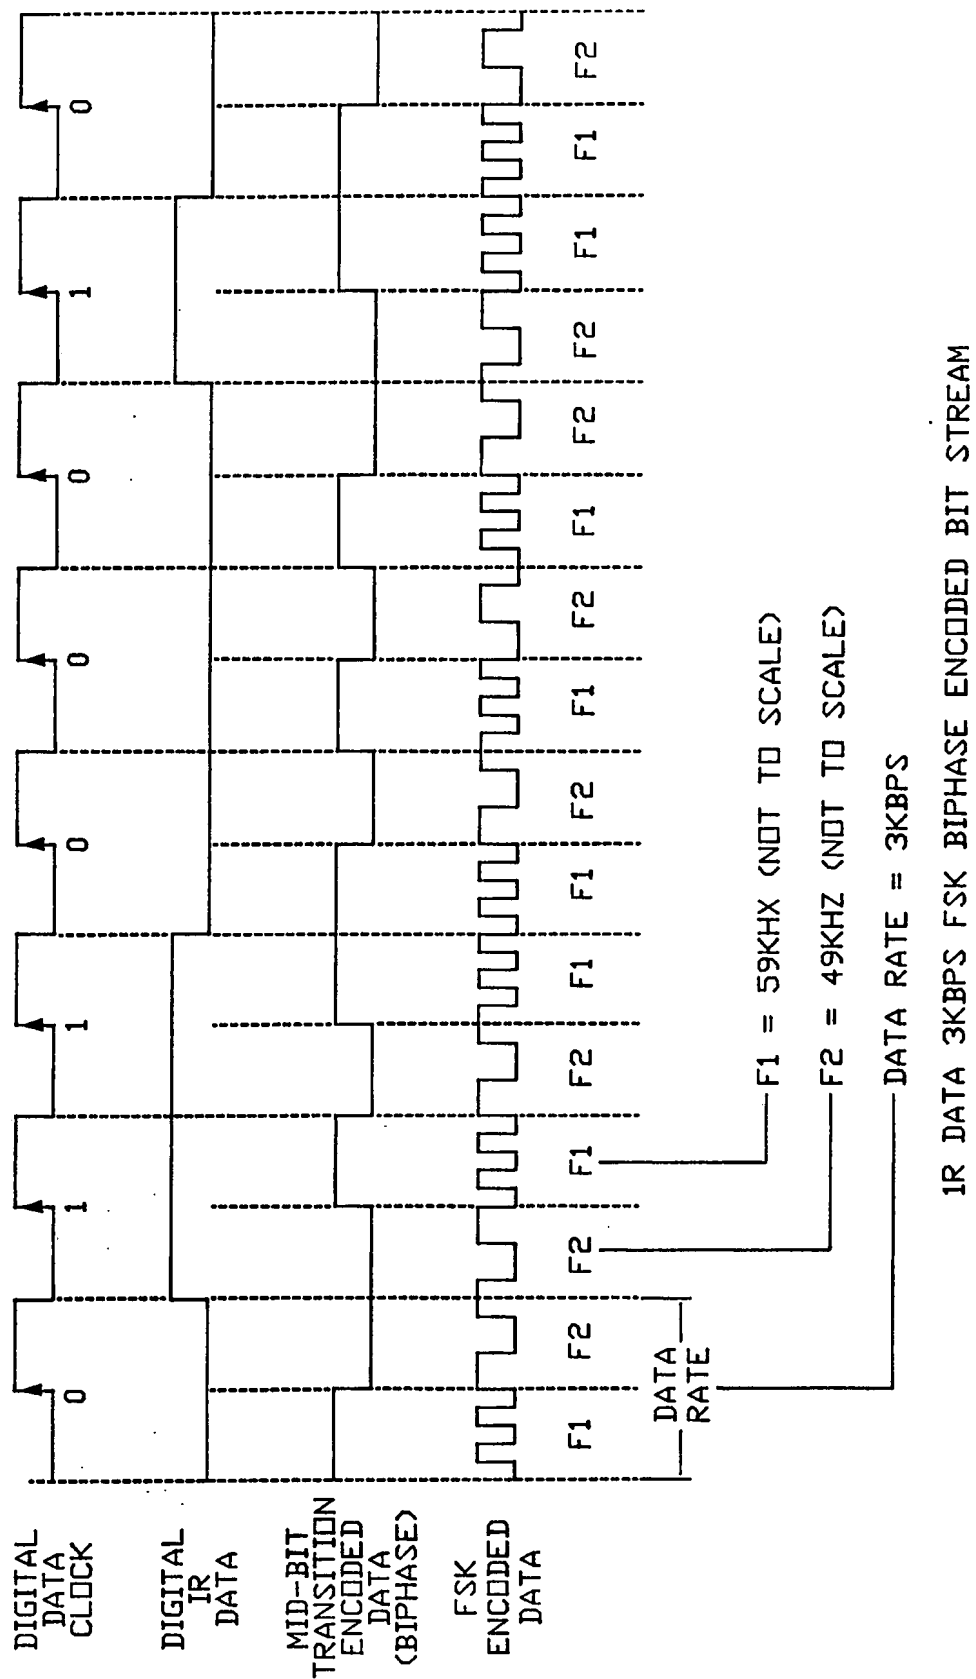 DIGITAL
DATA
CLOCK
0 1 1 0 0 0 1 0
DIGITAL
IR
DATA
MID-BIT
TRANSITION
ENCODED
DATA
(BIPHASE)
FSK
ENCODED
DATA
F1 F2 F2 F1 F2 F1 F1 F2 F1 F2 F1 F2 F2 F1 F1 F2
DATA
RATE
F1 = 59KHX (NOT TO SCALE)
F2 = 49KHZ (NOT TO SCALE)
DATA RATE = 3KBPS
IR DATA 3KBPS FSK BIPHASE ENCODED BIT STREAM